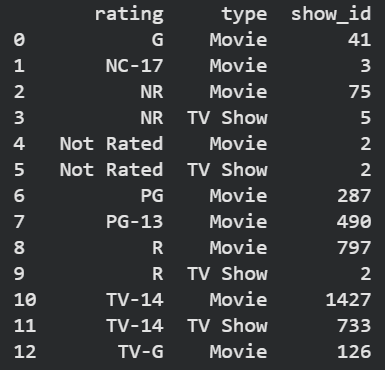 rating type show_id
0 G Movie 41
1 NC-17 Movie 3
2 NR Movie 75
3 NR TV Show 5
4 Not Rated Movie 2
5 Not Rated TV Show 2
6 PG Movie 287
7 PG-13 Movie 490
8 R Movie 797
9 R TV Show 2
10 TV-14 Movie 1427
11 TV-14 TV Show 733
12 TV-G Movie 126